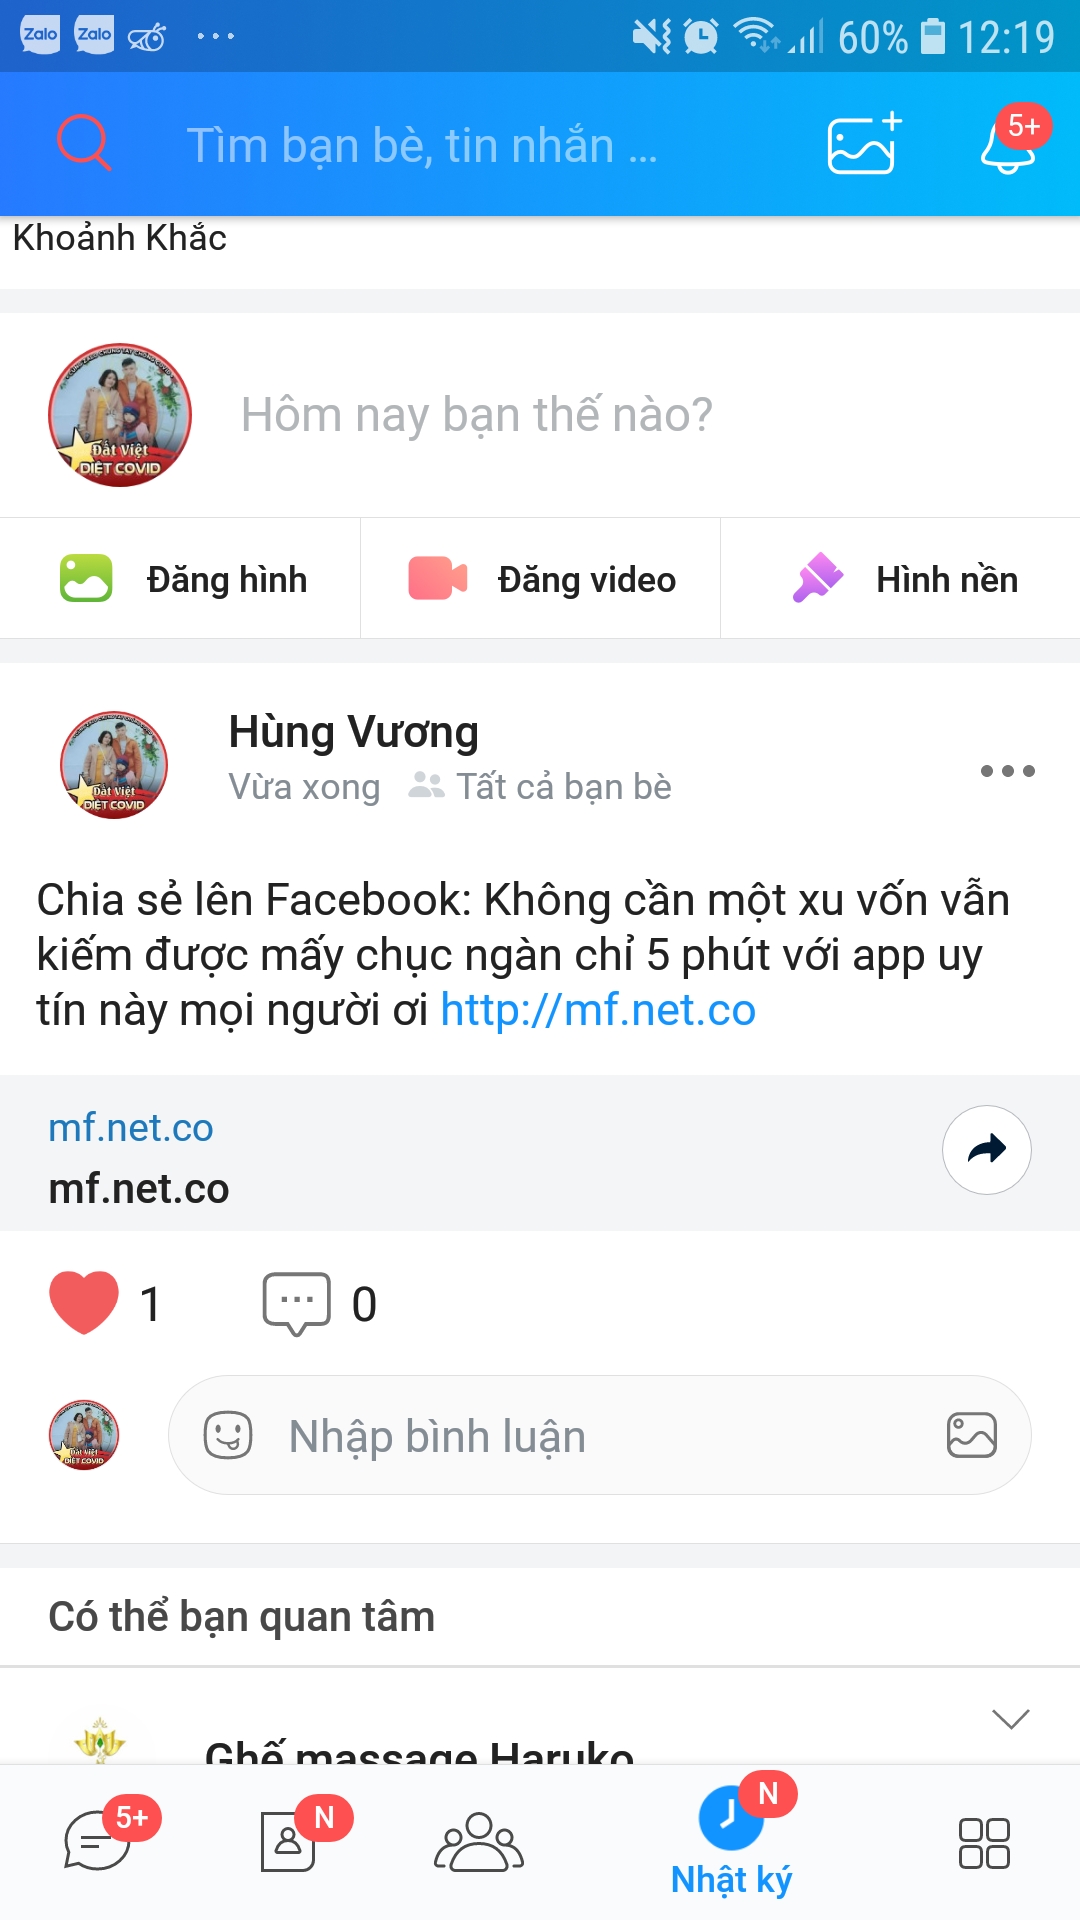 Zalo Zalo 60% 12:19
Tìm bạn bè, tin nhắn ... 5+
Khoảnh Khắc
Đất Việt
DIỆT COVID
Hôm nay bạn thế nào?
Đăng hình Đăng video Hình nền
Hùng Vương
Vừa xong Tất cả bạn bè
Đất Việt
DIỆT COVID
Chia sẻ lên Facebook: Không cần một xu vốn vẫn
kiếm được mấy chục ngàn chỉ 5 phút với app uy
tín này mọi người ơi http://mf.net.co
mf.net.co
mf.net.co
1 0
Đất Việt
DIỆT COVID
Nhập bình luận
Có thể bạn quan tâm
Ghế massage Haruko
5+ N N
Nhật ký